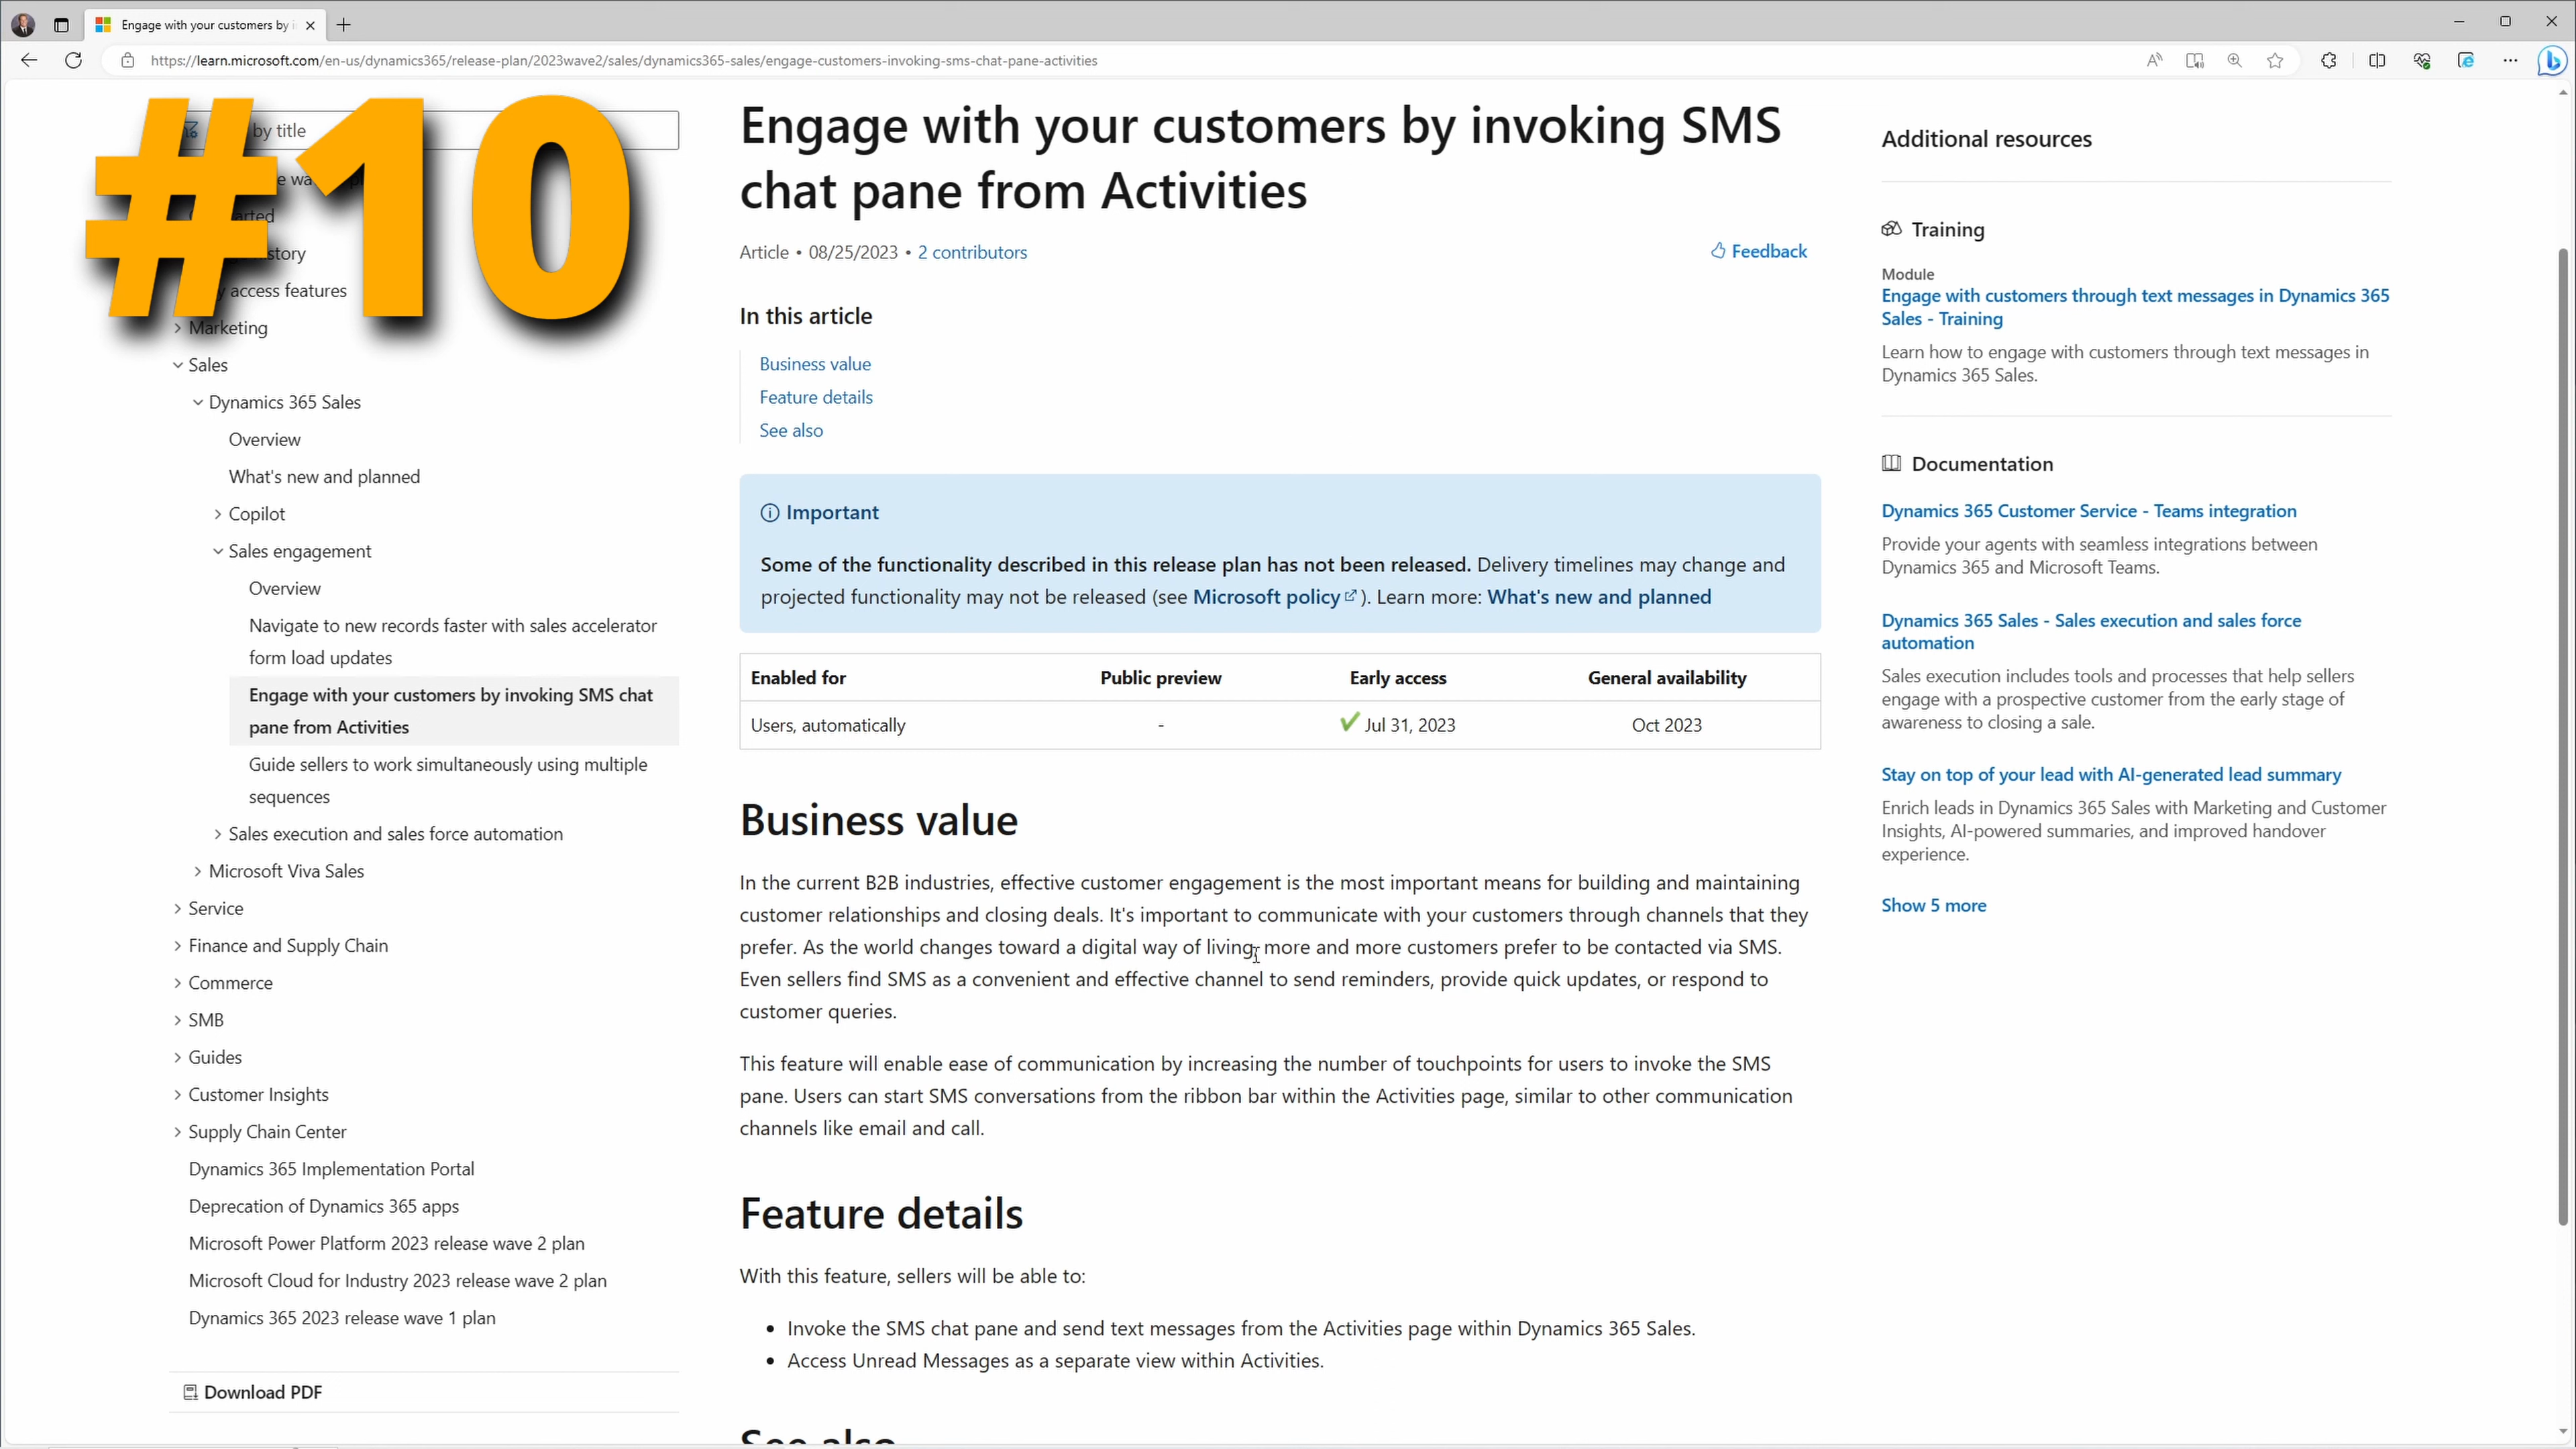 Engage with your customers by i
https://learn.microsoft.com/en-us/dynamics365/release-plan/2023wave2/sales/dynamics365-sales/engage-customers-invoking-sms-chat-pane-activities
#10
by title
story
access features
Marketing
Sales
Dynamics 365 Sales
Overview
What's new and planned
Copilot
Sales engagement
Overview
Navigate to new records faster with sales accelerator
form load updates
Engage with your customers by invoking SMS chat
pane from Activities
Guide sellers to work simultaneously using multiple
sequences
Sales execution and sales force automation
Microsoft Viva Sales
Service
Finance and Supply Chain
Commerce
SMB
Guides
Customer Insights
Supply Chain Center
Dynamics 365 Implementation Portal
Deprecation of Dynamics 365 apps
Microsoft Power Platform 2023 release wave 2 plan
Microsoft Cloud for Industry 2023 release wave 2 plan
Dynamics 365 2023 release wave 1 plan
Download PDF
Engage with your customers by invoking SMS
chat pane from Activities
Article • 08/25/2023 • 2 contributors
Feedback
In this article
Business value
Feature details
See also
Important
Some of the functionality described in this release plan has not been released. Delivery timelines may change and
projected functionality may not be released (see Microsoft policy ). Learn more: What's new and planned
Enabled for Public preview Early access General availability
Users, automatically - Jul 31, 2023 Oct 2023
Business value
In the current B2B industries, effective customer engagement is the most important means for building and maintaining
customer relationships and closing deals. It's important to communicate with your customers through channels that they
prefer. As the world changes toward a digital way of living, more and more customers prefer to be contacted via SMS.
Even sellers find SMS as a convenient and effective channel to send reminders, provide quick updates, or respond to
customer queries.
This feature will enable ease of communication by increasing the number of touchpoints for users to invoke the SMS
pane. Users can start SMS conversations from the ribbon bar within the Activities page, similar to other communication
channels like email and call.
Feature details
With this feature, sellers will be able to:
• Invoke the SMS chat pane and send text messages from the Activities page within Dynamics 365 Sales.
• Access Unread Messages as a separate view within Activities.
See also
Additional resources
Training
Module
Engage with customers through text messages in Dynamics 365
Sales - Training
Learn how to engage with customers through text messages in
Dynamics 365 Sales.
Documentation
Dynamics 365 Customer Service - Teams integration
Provide your agents with seamless integrations between
Dynamics 365 and Microsoft Teams.
Dynamics 365 Sales - Sales execution and sales force
automation
Sales execution includes tools and processes that help sellers
engage with a prospective customer from the early stage of
awareness to closing a sale.
Stay on top of your lead with AI-generated lead summary
Enrich leads in Dynamics 365 Sales with Marketing and Customer
Insights, AI-powered summaries, and improved handover
experience.
Show 5 more